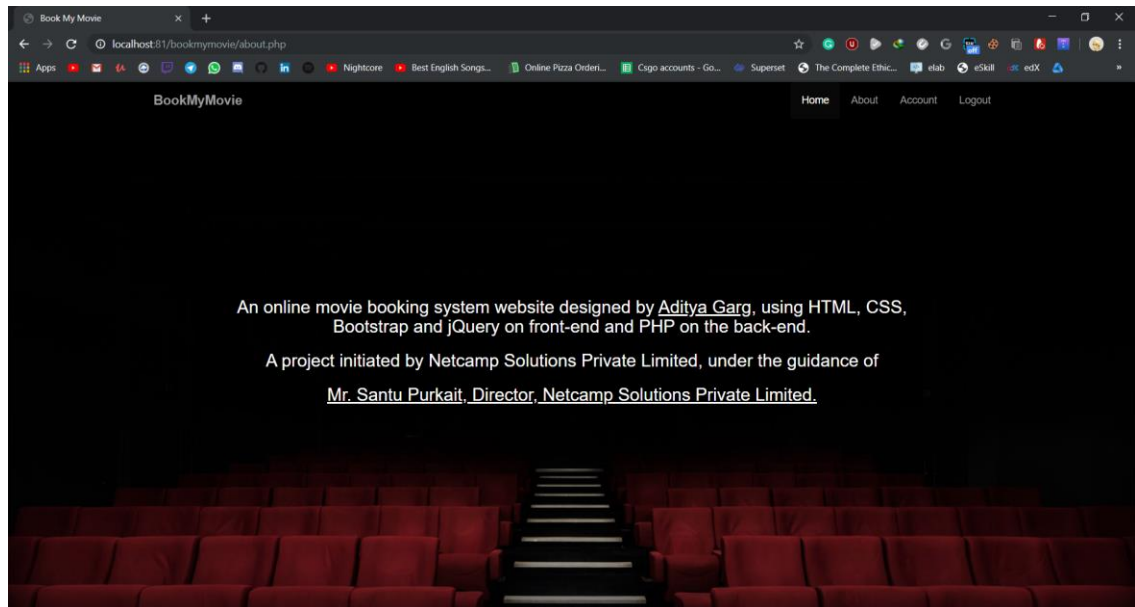 Book My Movie
localhost:81/bookmymovie/about.php
Apps Nightcore Best English Songs... Online Pizza Orderi... Csgo accounts - Go... Superset The Complete Ethic... elab eSkill edX »
BookMyMovie Home About Account Logout
An online movie booking system website designed by Aditya Garg, using HTML, CSS,
Bootstrap and jQuery on front-end and PHP on the back-end.
A project initiated by Netcamp Solutions Private Limited, under the guidance of
Mr. Santu Purkait, Director, Netcamp Solutions Private Limited.